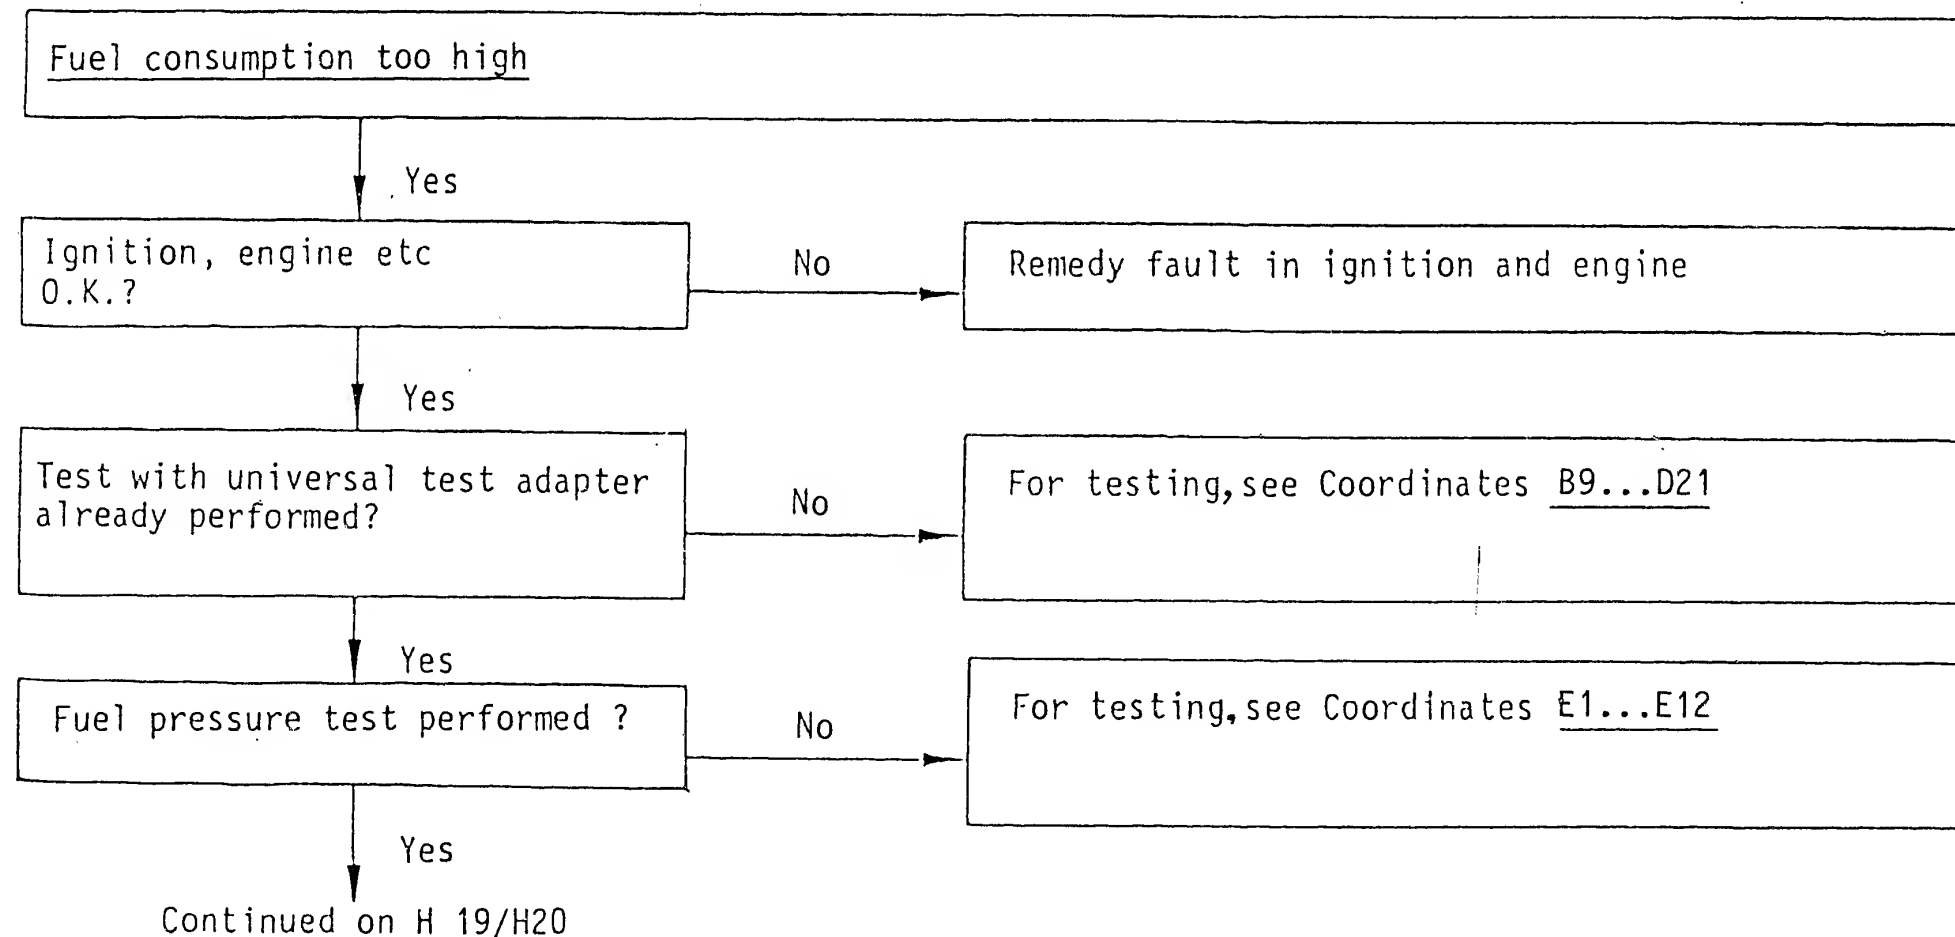 Fuel consumption too high
Yes
Ignition, engine etc
O.K.?
No
Remedy fault in ignition and engine
Yes
Test with universal test adapter
already performed?
No
For testing, see Coordinates B9...D21
Yes
Fuel pressure test performed ?
No
For testing, see Coordinates E1...E12
Yes
Continued on H 19/H20